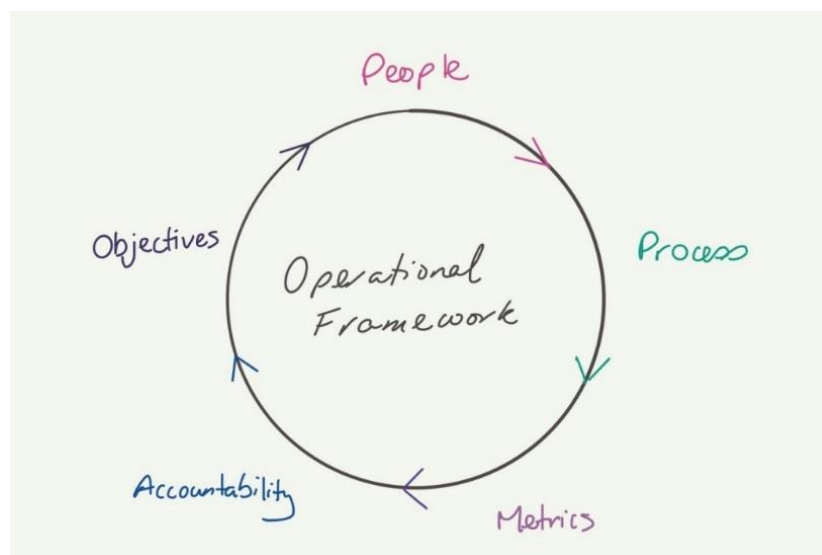 People
Process
Metrics
Accountability
Objectives
Operational
Framework